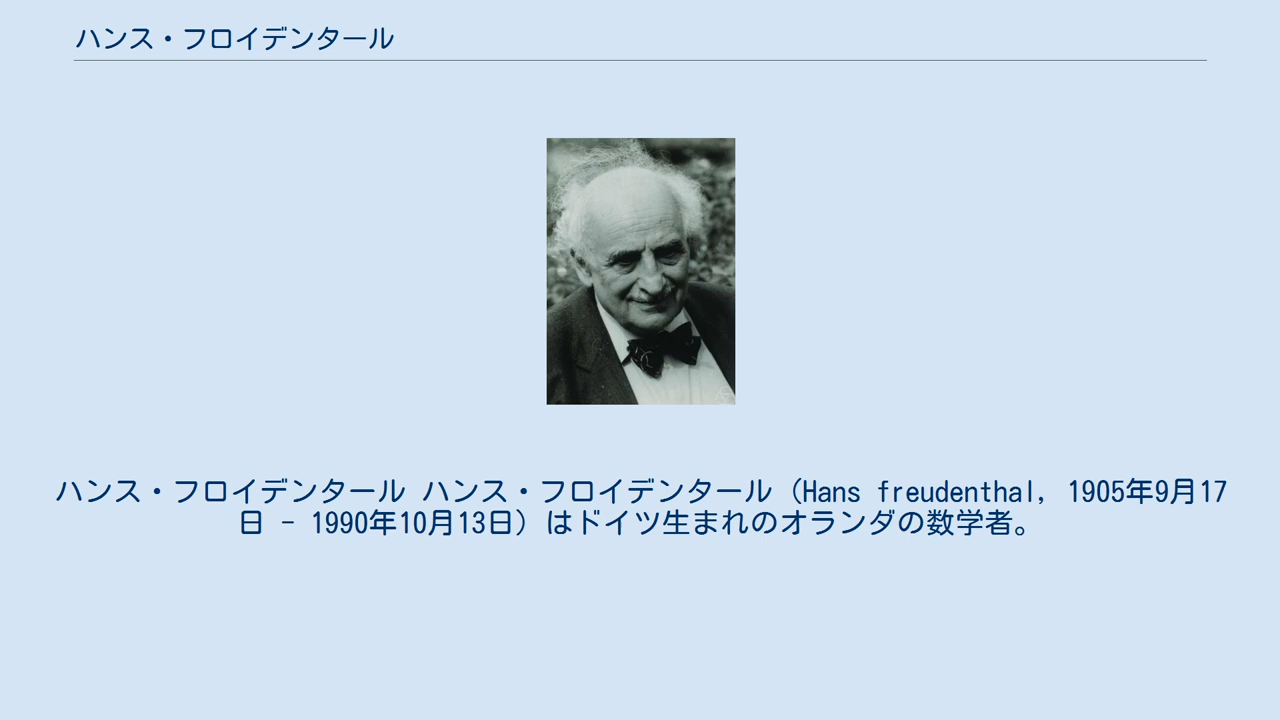 ハンス・フロイデンタール
ハンス・フロイデンタール ハンス・フロイデンタール（Hans freudenthal, 1905年9月17
日 - 1990年10月13日）はドイツ生まれのオランダの数学者。